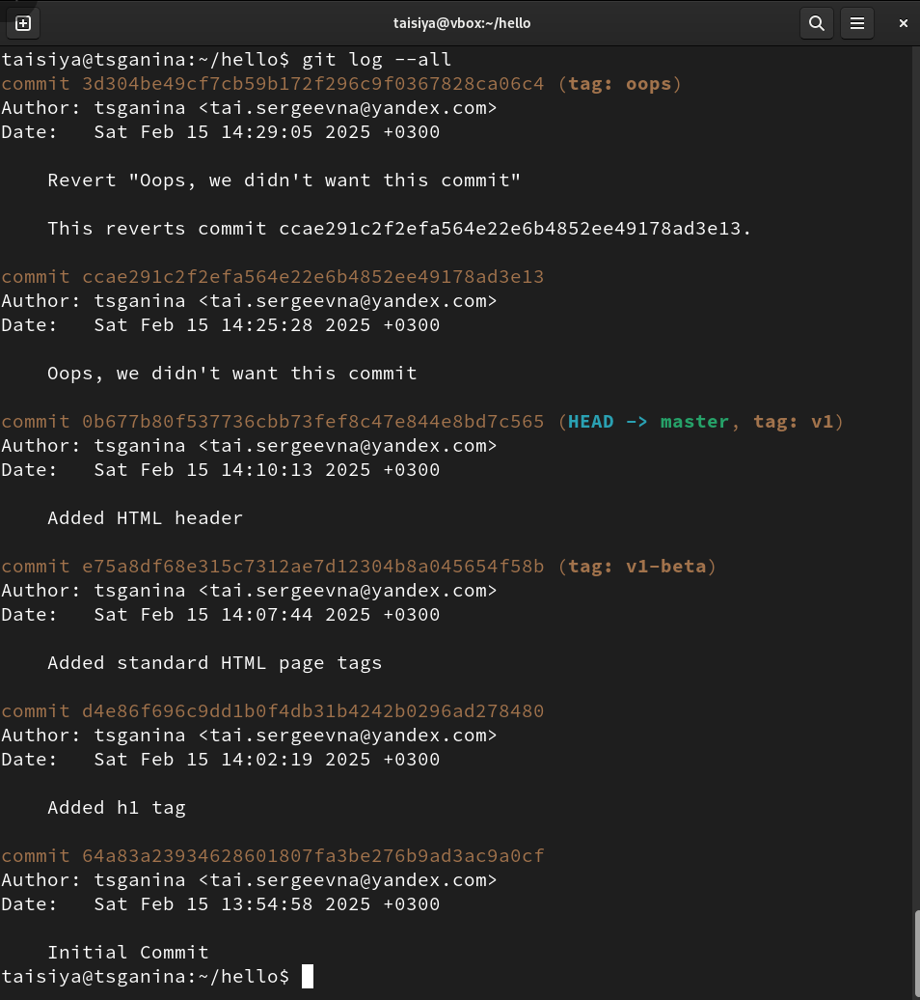 taisiya@vbox:~/hello
taisiya@tsganina:~/hello$ git log --all
commit 3d304be49cf7cb59b172f296c9f0367828ca06c4 (tag: oops)
Author: tsganina <tai.sergeevna@yandex.com>
Date:   Sat Feb 15 14:29:05 2025 +0300
    Revert "Oops, we didn't want this commit"
    This reverts commit ccae291c2f2efa564e22e6b4852ee49178ad3e13.
commit ccae291c2f2efa564e22e6b4852ee49178ad3e13
Author: tsganina <tai.sergeevna@yandex.com>
Date:   Sat Feb 15 14:25:28 2025 +0300
    Oops, we didn't want this commit
commit 0b677b80f537736cbb73fef8c47e844e8bd7c565 (HEAD -> master, tag: v1)
Author: tsganina <tai.sergeevna@yandex.com>
Date:   Sat Feb 15 14:10:13 2025 +0300
    Added HTML header
commit e75a8df68e315c7312ae7d12304b8a045654f58b (tag: v1-beta)
Author: tsganina <tai.sergeevna@yandex.com>
Date:   Sat Feb 15 14:07:44 2025 +0300
    Added standard HTML page tags
commit d4e86f696c9dd1b0f4db31b4242b0296ad278480
Author: tsganina <tai.sergeevna@yandex.com>
Date:   Sat Feb 15 14:02:19 2025 +0300
    Added h1 tag
commit 64a83a23934628601807fa3be276b9ad3ac9a0cf
Author: tsganina <tai.sergeevna@yandex.com>
Date:   Sat Feb 15 13:54:58 2025 +0300
    Initial Commit
taisiya@tsganina:~/hello$